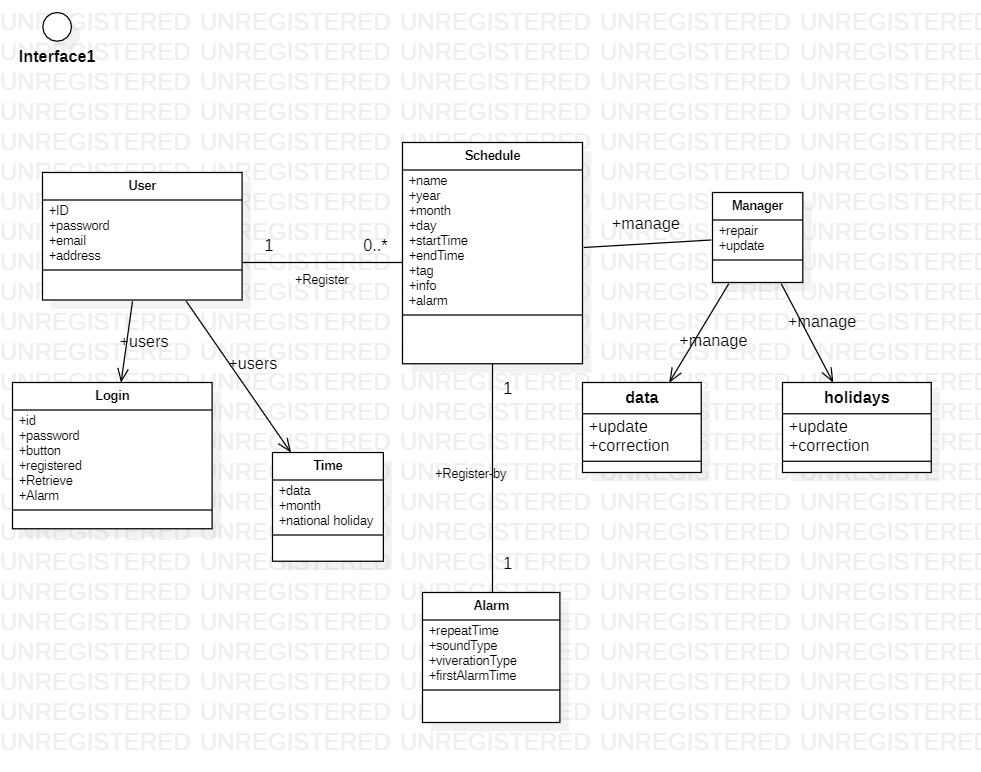 Interface1
User
+ID
+password
+email
+address
1
0..*
+Register
Schedule
+name
+year
+month
+day
+startTime
+endTime
+tag
+info
+alarm
+manage
Manager
+repair
+update
+users
+users
+manage
+manage
Login
+id
+password
+button
+registered
+Retrieve
+Alarm
Time
+data
+month
+national holiday
1
+Register-by
1
data
+update
+correction
holidays
+update
+correction
Alarm
+repeatTime
+soundType
+viverationType
+firstAlarmTime
UNREGISTERED